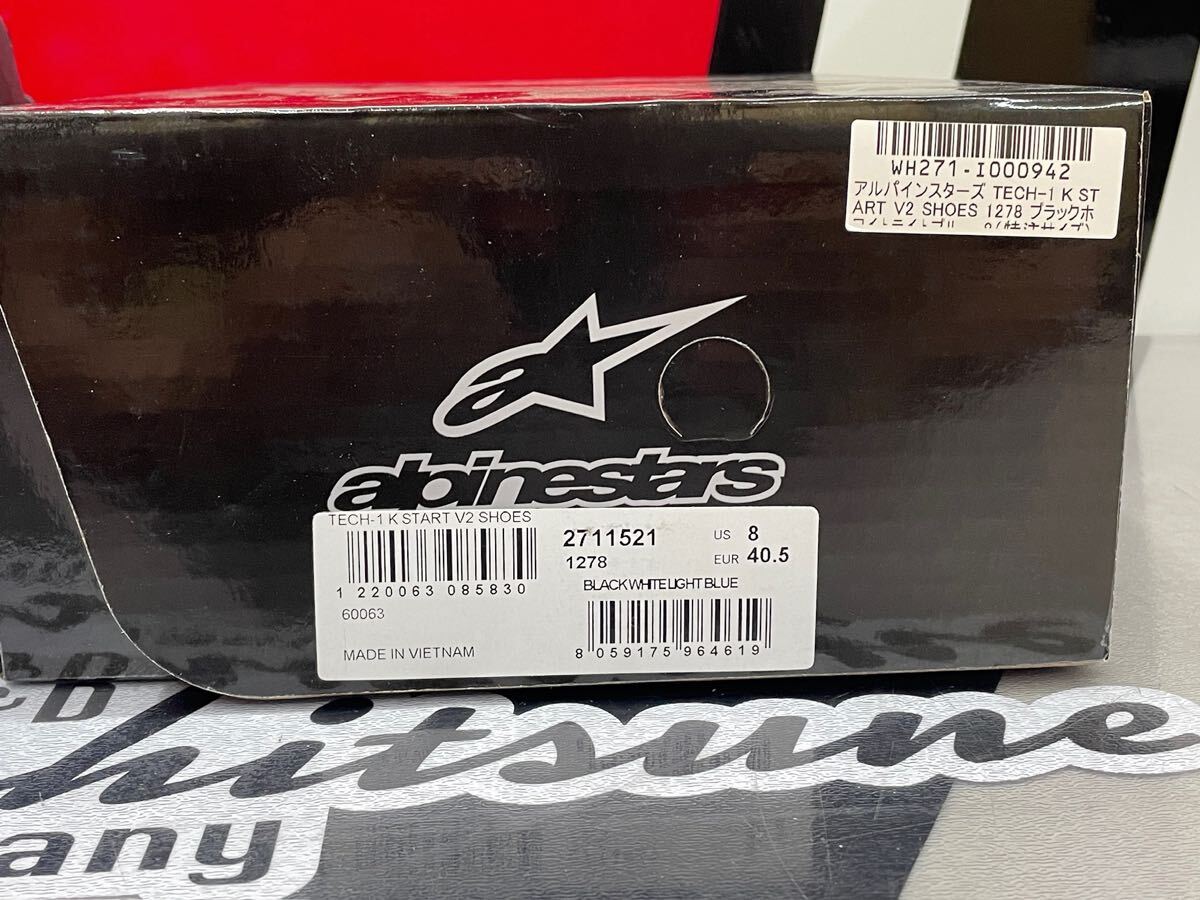 WH271-I000942
アルパインスターズ TECH-1 K ST
ART V2 SHOES 1278 ブラックホ
alpinestars
TECH-1 K START V2 SHOES
2711521
US 8
1278
EUR 40.5
BLACK WHITE LIGHT BLUE
1 220063 085830
60063
MADE IN VIETNAM
8 059175 964619
&D
hitsune
any